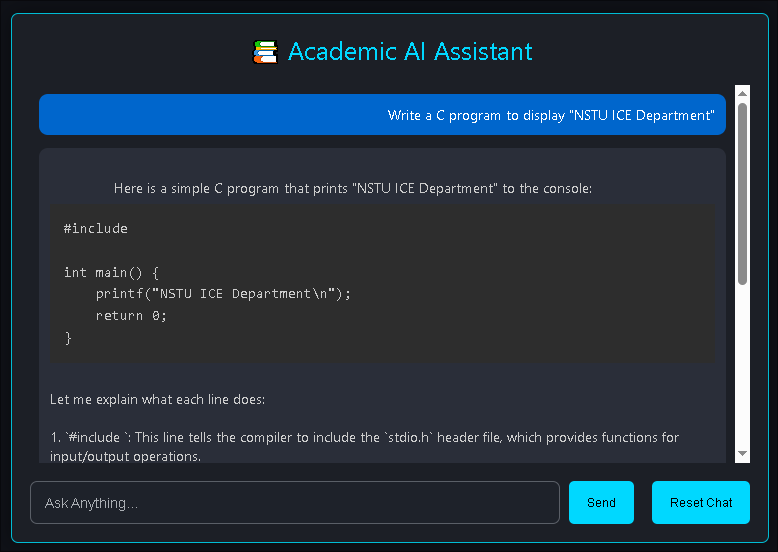 📚 Academic AI Assistant
Write a C program to display "NSTU ICE Department"
Here is a simple C program that prints "NSTU ICE Department" to the console:
#include
int main() {
    printf("NSTU ICE Department\n");
    return 0;
}
Let me explain what each line does:
1. `#include `: This line tells the compiler to include the `stdio.h` header file, which provides functions for
input/output operations.
Ask Anything...
Send
Reset Chat